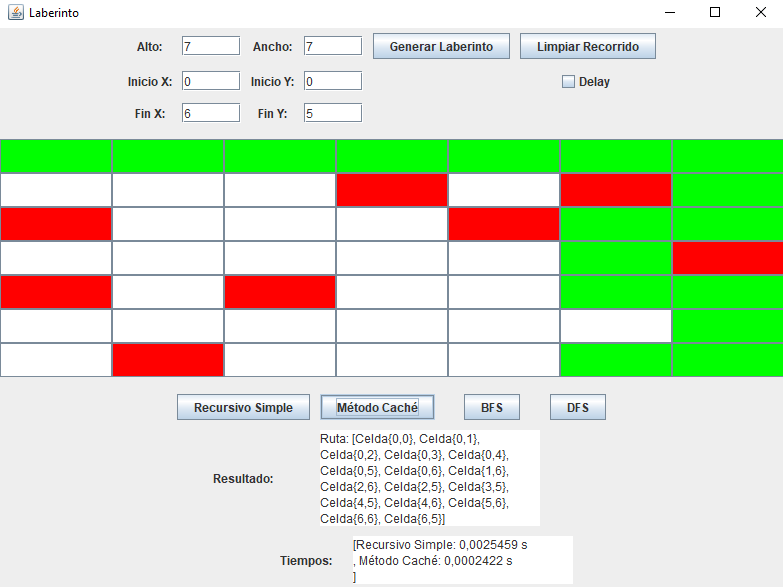 Laberinto
Alto: 7 Ancho: 7 Generar Laberinto Limpiar Recorrido
Inicio X: 0 Inicio Y: 0 Delay
Fin X: 6 Fin Y: 5
Recursivo Simple Método Caché BFS DFS
Resultado:
Ruta: [Celda{0,0}, Celda{0,1},
Celda{0,2}, Celda{0,3}, Celda{0,4},
Celda{0,5}, Celda{0,6}, Celda{1,6},
Celda{2,6}, Celda{2,5}, Celda{3,5},
Celda{4,5}, Celda{4,6}, Celda{5,6},
Celda{6,6}, Celda{6,5}]
Tiempos:
[Recursivo Simple: 0,0025459 s
, Método Caché: 0,0002422 s
]